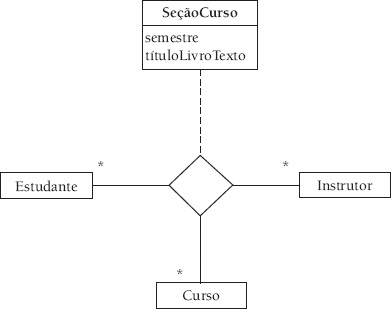 SeçãoCurso
semestre
títuloLivroTexto
*
*
Estudante
Instrutor
*
Curso